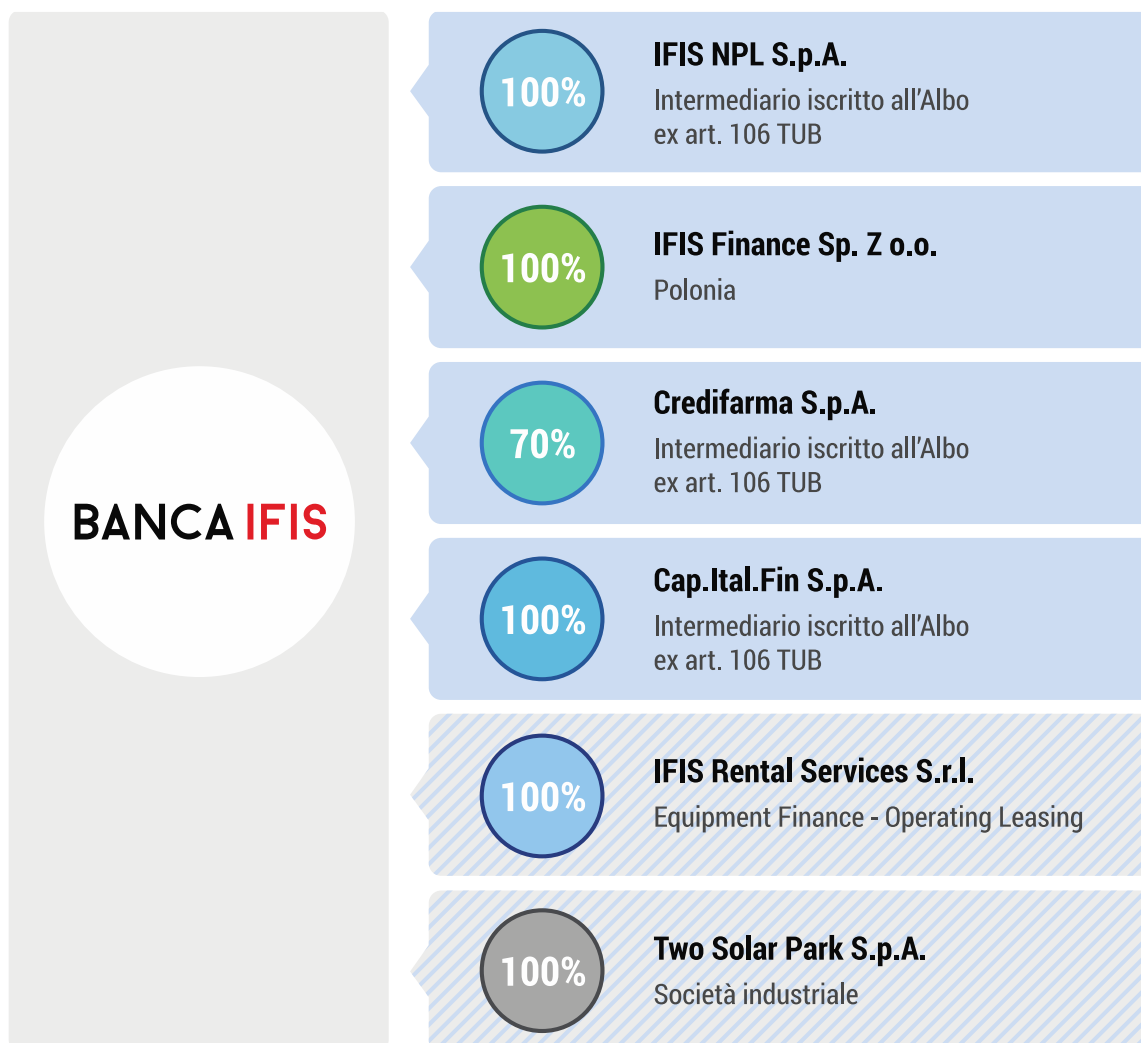 BANCA IFIS
100%
IFIS NPL S.p.A.
Intermediario iscritto all'Albo
ex art. 106 TUB
100%
IFIS Finance Sp. Z o.o.
Polonia
70%
Credifarma S.p.A.
Intermediario iscritto all'Albo
ex art. 106 TUB
100%
Cap.Ital.Fin S.p.A.
Intermediario iscritto all'Albo
ex art. 106 TUB
100%
IFIS Rental Services S.r.l.
Equipment Finance - Operating Leasing
100%
Two Solar Park S.p.A.
Società industriale